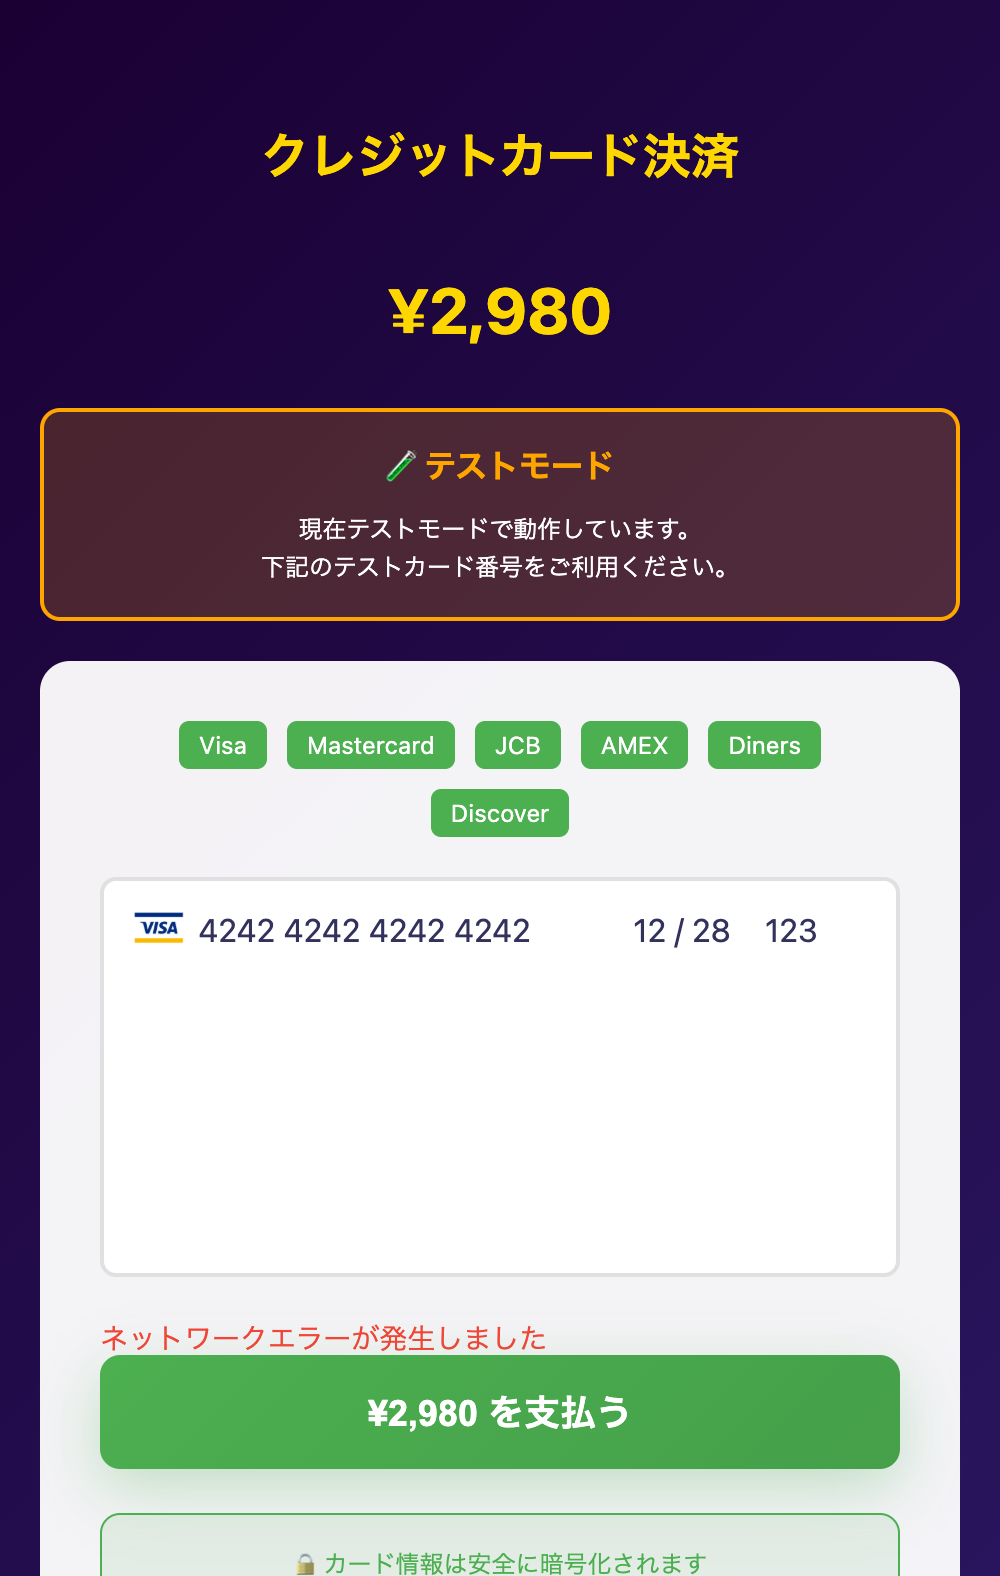 クレジットカード決済
¥2,980
テストモード
現在テストモードで動作しています。
下記のテストカード番号をご利用ください。
Visa Mastercard JCB AMEX Diners
Discover
VISA 4242 4242 4242 4242 12 / 28 123
ネットワークエラーが発生しました
¥2,980 を支払う
カード情報は安全に暗号化されます